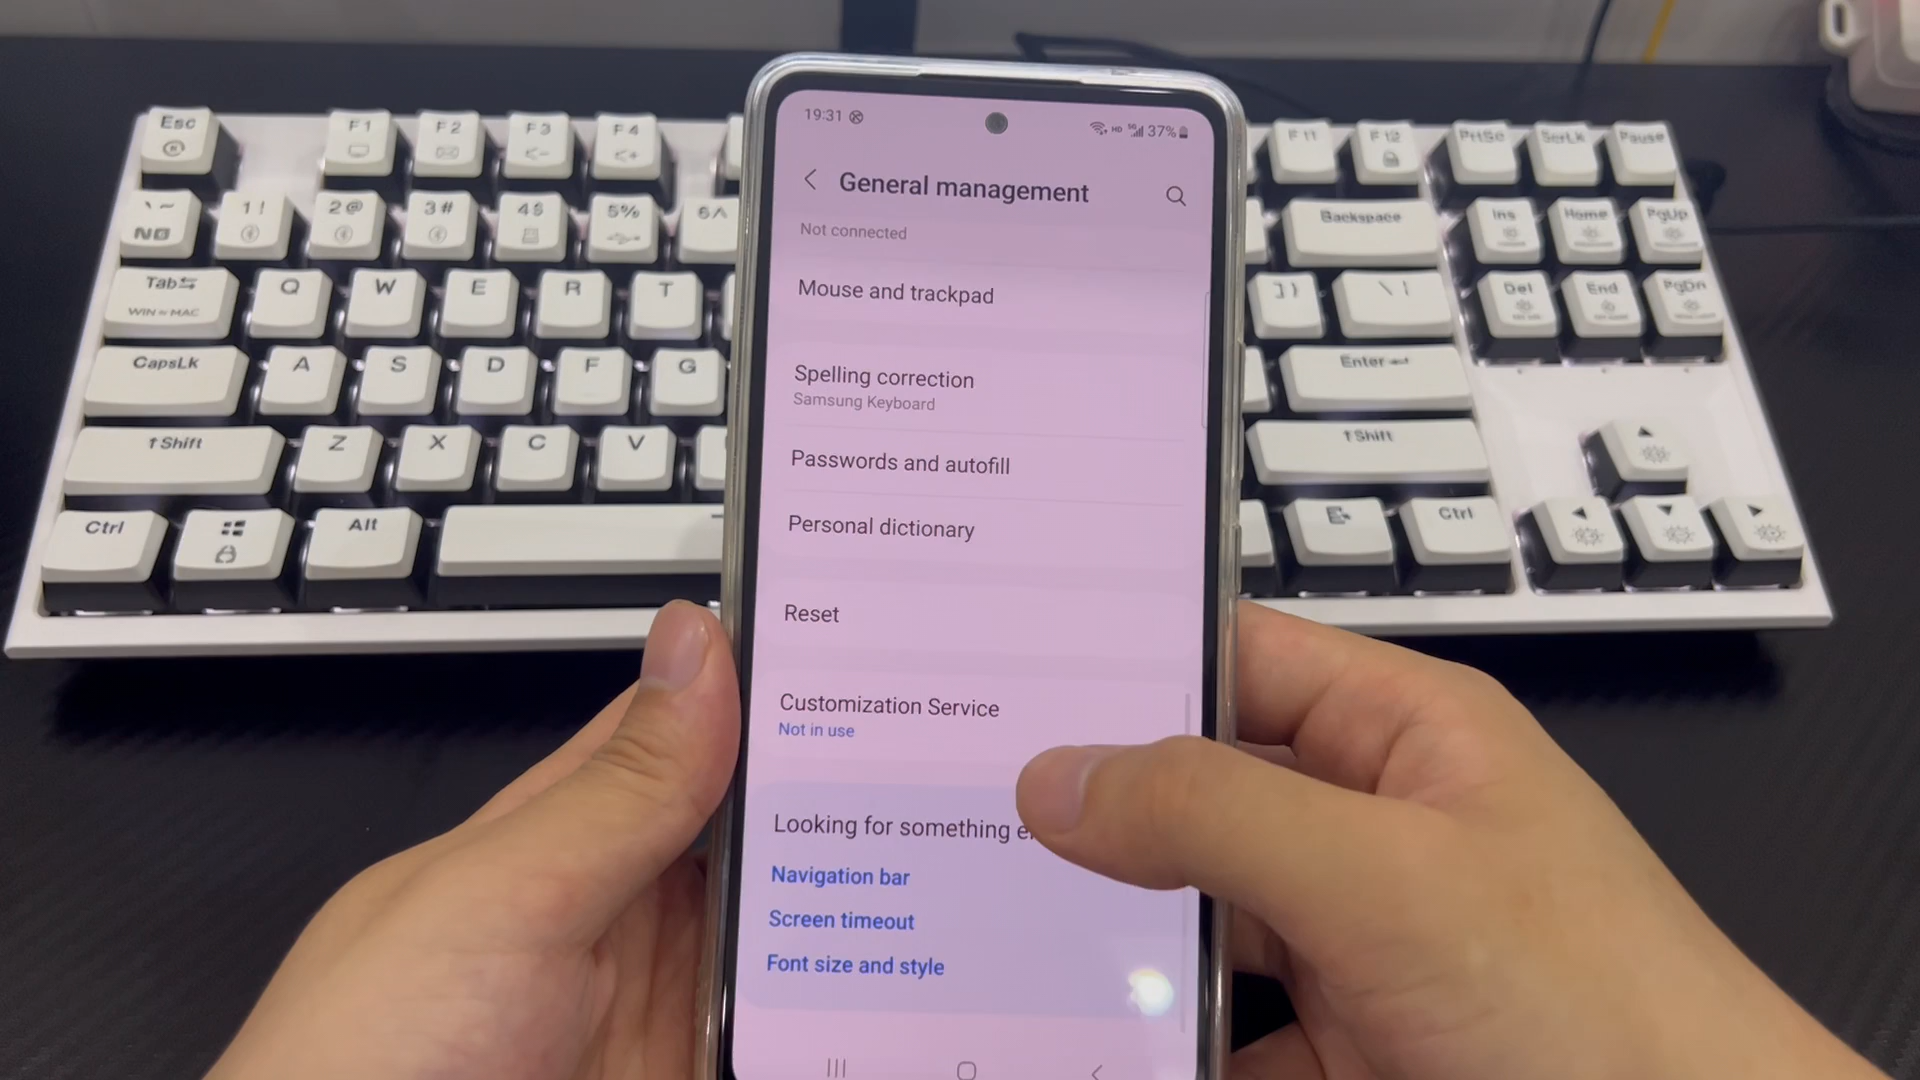 19:31 HD 5G 37%
General management
Not connected
Mouse and trackpad
Spelling correction
Samsung Keyboard
Passwords and autofill
Personal dictionary
Reset
Customization Service
Not in use
Looking for something
Navigation bar
Screen timeout
Font size and style
Esc F1 F2 F3 F4 F11 F12 PrtSc ScrLk Pause
` ~ 1 ! 2 @ 3 # 4 $ 5 % 6 ^ Backspace Ins Home PgUp
Tab Q W E R T ] } \ | Del End PgDn
WIN MAC
CapsLk A S D F G Enter
Shift Z X C V Shift
Ctrl Alt Ctrl